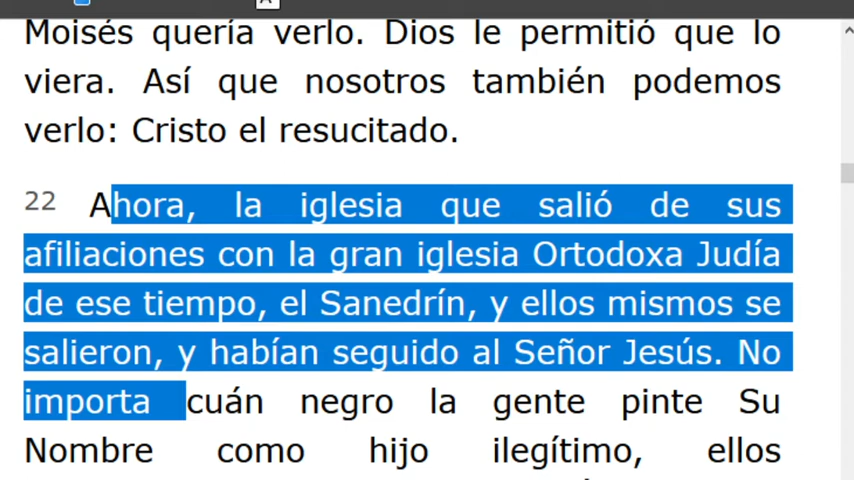 Moisés quería verlo. Dios le permitió que lo
viera. Así que nosotros también podemos
verlo: Cristo el resucitado.
22 Ahora, la iglesia que salió de sus
afiliaciones con la gran iglesia Ortodoxa Judía
de ese tiempo, el Sanedrín, y ellos mismos se
salieron, y habían seguido al Señor Jesús. No
importa cuán negro la gente pinte Su
Nombre como hijo ilegítimo, ellos